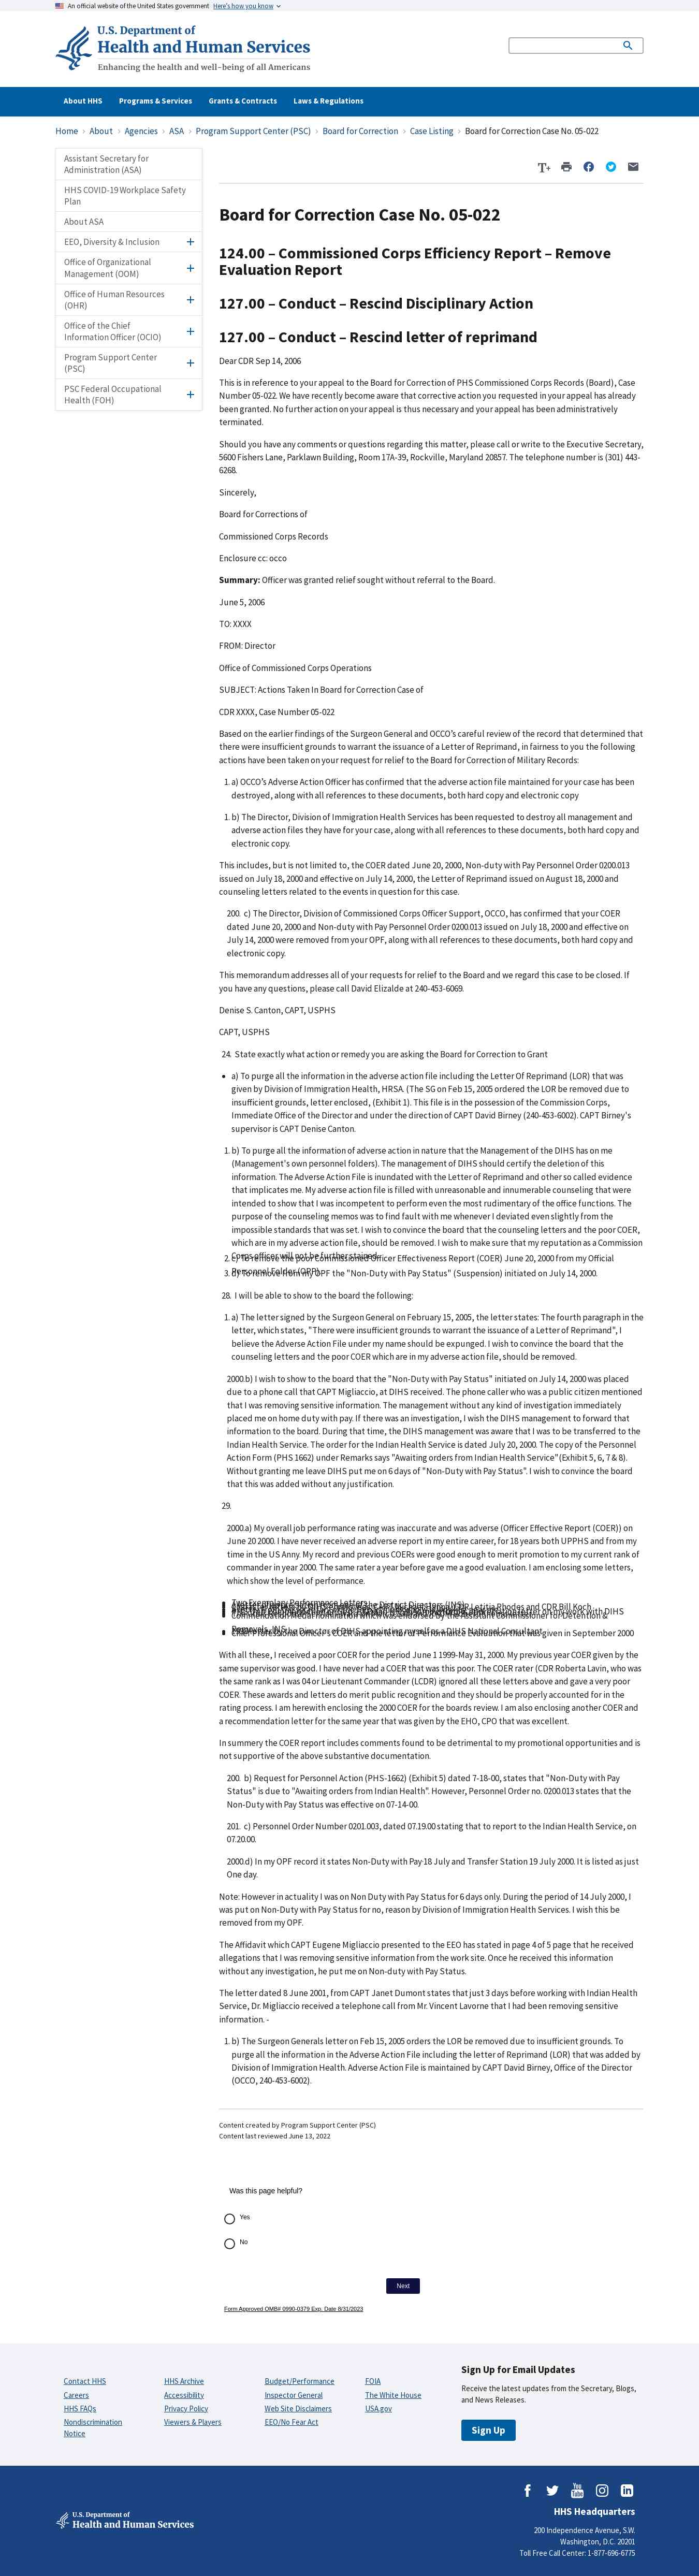 An official website of the United States government Here's how you know
U.S. Department of
Health and Human Services
Enhancing the health and well-being of all Americans
About HHS Programs & Services Grants & Contracts Laws & Regulations
Home › About › Agencies › ASA › Program Support Center (PSC) › Board for Correction › Case Listing › Board for Correction Case No. 05-022
Assistant Secretary for
Administration (ASA)
HHS COVID-19 Workplace Safety
Plan
About ASA
EEO, Diversity & Inclusion
Office of Organizational
Management (OOM)
Office of Human Resources
(OHR)
Office of the Chief
Information Officer (OCIO)
Program Support Center
(PSC)
PSC Federal Occupational
Health (FOH)
Board for Correction Case No. 05-022
124.00 – Commissioned Corps Efficiency Report – Remove
Evaluation Report
127.00 – Conduct – Rescind Disciplinary Action
127.00 – Conduct – Rescind letter of reprimand
Dear CDR Sep 14, 2006
This is in reference to your appeal to the Board for Correction of PHS Commissioned Corps Records (Board), Case
Number 05-022. We have recently become aware that corrective action you requested in your appeal has already
been granted. No further action on your appeal is thus necessary and your appeal has been administratively
terminated.
Should you have any comments or questions regarding this matter, please call or write to the Executive Secretary,
5600 Fishers Lane, Parklawn Building, Room 17A-39, Rockville, Maryland 20857. The telephone number is (301) 443-
6268.
Sincerely,
Board for Corrections of
Commissioned Corps Records
Enclosure cc: occo
Summary: Officer was granted relief sought without referral to the Board.
June 5, 2006
TO: XXXX
FROM: Director
Office of Commissioned Corps Operations
SUBJECT: Actions Taken In Board for Correction Case of
CDR XXXX, Case Number 05-022
Based on the earlier findings of the Surgeon General and OCCO's careful review of the record that determined that
there were insufficient grounds to warrant the issuance of a Letter of Reprimand, in fairness to you the following
actions have been taken on your request for relief to the Board for Correction of Military Records:
1. a) OCCO's Adverse Action Officer has confirmed that the adverse action file maintained for your case has been
destroyed, along with all references to these documents, both hard copy and electronic copy
1. b) The Director, Division of Immigration Health Services has been requested to destroy all management and
adverse action files they have for your case, along with all references to these documents, both hard copy and
electronic copy.
This includes, but is not limited to, the COER dated June 20, 2000, Non-duty with Pay Personnel Order 0200.013
issued on July 18, 2000 and effective on July 14, 2000, the Letter of Reprimand issued on August 18, 2000 and
counseling letters related to the events in question for this case.
200. c) The Director, Division of Commissioned Corps Officer Support, OCCO, has confirmed that your COER
dated June 20, 2000 and Non-duty with Pay Personnel Order 0200.013 issued on July 18, 2000 and effective on
July 14, 2000 were removed from your OPF, along with all references to these documents, both hard copy and
electronic copy.
This memorandum addresses all of your requests for relief to the Board and we regard this case to be closed. If
you have any questions, please call David Elizalde at 240-453-6069.
Denise S. Canton, CAPT, USPHS
CAPT, USPHS
24. State exactly what action or remedy you are asking the Board for Correction to Grant
• a) To purge all the information in the adverse action file including the Letter Of Reprimand (LOR) that was
given by Division of Immigration Health, HRSA. (The SG on Feb 15, 2005 ordered the LOR be removed due to
insufficient grounds, letter enclosed, (Exhibit 1). This file is in the possession of the Commission Corps,
Immediate Office of the Director and under the direction of CAPT David Birney (240-453-6002). CAPT Birney's
supervisor is CAPT Denise Canton.
1. b) To purge all the information of adverse action in nature that the Management of the DIHS has on me
(Management's own personnel folders). The management of DIHS should certify the deletion of this
information. The Adverse Action File is inundated with the Letter of Reprimand and other so called evidence
that implicates me. My adverse action file is filled with unreasonable and innumerable counseling that were
intended to show that I was incompetent to perform even the most rudimentary of the office functions. The
purpose of the counseling memos was to find fault with me whenever I deviated even slightly from the
impossible standards that was set. I wish to convince the board that the counseling letters and the poor COER,
which are in my adverse action file, should be removed. I wish to make sure that my reputation as a Commission
Corps officer will not be further stained.
2. c) To remove the poor Commissioned Officer Effectiveness Report (COER) June 20, 2000 from my Official
Personnel Folder (OPF).
3. d) To remove from my OPF the "Non-Duty with Pay Status" (Suspension) initiated on July 14, 2000.
28. I will be able to show to the board the following:
1. a) The letter signed by the Surgeon General on February 15, 2005, the letter states: The fourth paragraph in the
letter, which states, "There were insufficient grounds to warrant the issuance of a Letter of Reprimand", I
believe the Adverse Action File under my name should be expunged. I wish to convince the board that the
counseling letters and the poor COER which are in my adverse action file, should be removed.
2000.b) I wish to show to the board that the "Non-Duty with Pay Status" initiated on July 14, 2000 was placed
due to a phone call that CAPT Migliaccio, at DIHS received. The phone caller who was a public citizen mentioned
that I was removing sensitive information. The management without any kind of investigation immediately
placed me on home duty with pay. If there was an investigation, I wish the DIHS management to forward that
information to the board. During that time, the DIHS management was aware that I was to be transferred to the
Indian Health Service. The order for the Indian Health Service is dated July 20, 2000. The copy of the Personnel
Action Form (PHS 1662) under Remarks says "Awaiting orders from Indian Health Service"(Exhibit 5, 6, 7 & 8).
Without granting me leave DIHS put me on 6 days of "Non-Duty with Pay Status". I wish to convince the board
that this was added without any justification.
29.
2000.a) My overall job performance rating was inaccurate and was adverse (Officer Effective Report (COER)) on
June 20 2000. I have never received an adverse report in my entire career, for 18 years both UPPHS and from my
time in the US Anny. My record and previous COERs were good enough to merit promotion to my current rank of
commander in year 2000. The same year a rater evaluation gave me a good evaluation. I am enclosing some letters,
which show the level of performance.
Two Exemplary Performance Letters
Removals, INS
Chief Professional Officer's COER and the letter of Performance Evaluation that was given in September 2000
With all these, I received a poor COER for the period June 1 1999-May 31, 2000. My previous year COER given by the
same supervisor was good. I have never had a COER that was this poor. The COER rater (CDR Roberta Lavin, who was
the same rank as I was 04 or Lieutenant Commander (LCDR) ignored all these letters and awards and gave a very poor
COER. These awards and letters do merit public recognition and they should be properly accounted for in the
rating process. I am herewith enclosing the 2000 COER for the boards review. I am also enclosing another COER and
a recommendation letter for the same year that was given by the EHO, CPO that was excellent.
In summery the COER report includes comments found to be detrimental to my promotional opportunities and is
not supportive of the above substantive documentation.
200. b) Request for Personnel Action (PHS-1662) (Exhibit 5) dated 7-18-00, states that "Non-Duty with Pay
Status" is due to "Awaiting orders from Indian Health". However, Personnel Order no. 0200.013 states that the
Non-Duty with Pay Status was effective on 07-14-00.
201. c) Personnel Order Number 0201.003, dated 07.19.00 stating that to report to the Indian Health Service, on
07.20.00.
2000.d) In my OPF record it states Non-Duty with Pay·18 July and Transfer Station 19 July 2000. It is listed as just
One day.
Note: However in actuality I was on Non Duty with Pay Status for 6 days only. During the period of 14 July 2000, I
was put on Non-Duty with Pay Status for no, reason by Division of Immigration Health Services. I wish this be
removed from my OPF.
The Affidavit which CAPT Eugene Migliaccio presented to the EEO has stated in page 4 of 5 page that he received
allegations that I was removing sensitive information from the work site. Once he received this information
without any investigation, he put me on Non-duty with Pay Status.
The letter dated 8 June 2001, from CAPT Janet Dumont states that just 3 days before working with Indian Health
Service, Dr. Migliaccio received a telephone call from Mr. Vincent Lavorne that I had been removing sensitive
information. -
1. b) The Surgeon Generals letter on Feb 15, 2005 orders the LOR be removed due to insufficient grounds. To
purge all the information in the Adverse Action File including the letter of Reprimand (LOR) that was added by
Division of Immigration Health. Adverse Action File is maintained by CAPT David Birney, Office of the Director
(OCCO, 240-453-6002).
Content created by Program Support Center (PSC)
Content last reviewed June 13, 2022
Was this page helpful?
Yes
No
Next
Form Approved OMB# 0990-0379 Exp. Date 8/31/2023
Contact HHS
Careers
HHS FAQs
Nondiscrimination
Notice
HHS Archive
Accessibility
Privacy Policy
Viewers & Players
Budget/Performance
Inspector General
Web Site Disclaimers
EEO/No Fear Act
FOIA
The White House
USA.gov
Sign Up for Email Updates
Receive the latest updates from the Secretary, Blogs,
and News Releases.
Sign Up
U.S. Department of
Health and Human Services
HHS Headquarters
200 Independence Avenue, S.W.
Washington, D.C. 20201
Toll Free Call Center: 1-877-696-6775